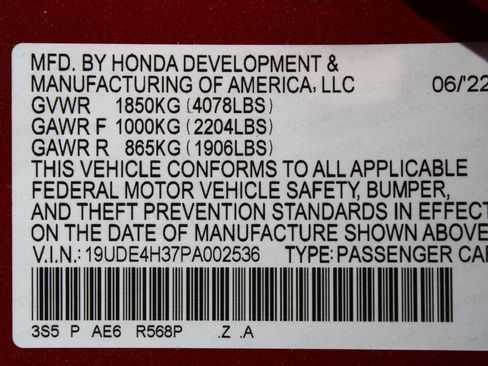 MFD. BY HONDA DEVELOPMENT &
MANUFACTURING OF AMERICA, LLC 06/'22
GVWR 1850KG (4078LBS)
GAWR F 1000KG (2204LBS)
GAWR R 865KG (1906LBS)
THIS VEHICLE CONFORMS TO ALL APPLICABLE
FEDERAL MOTOR VEHICLE SAFETY, BUMPER,
AND THEFT PREVENTION STANDARDS IN EFFECT
ON THE DATE OF MANUFACTURE SHOWN ABOVE
V.I.N.: 19UDE4H37PA002536 TYPE: PASSENGER CA
3S5 P AE6 R568P .Z .A